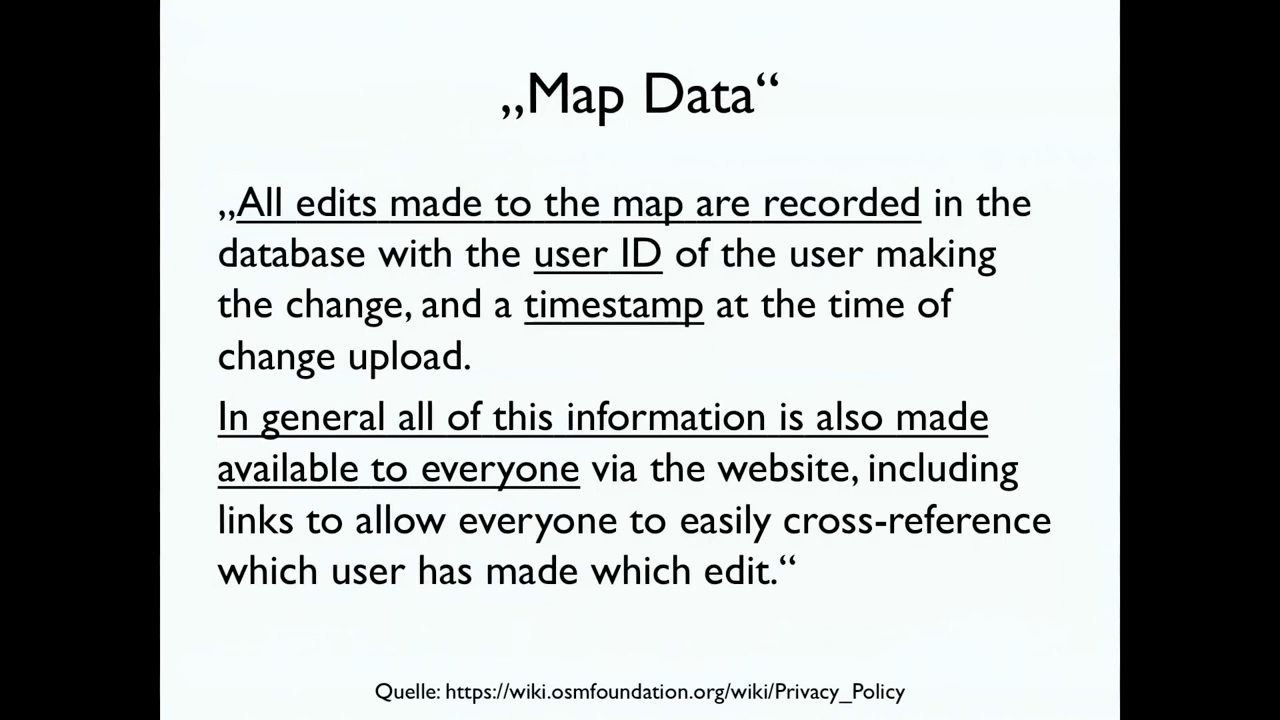 „Map Data“
„All edits made to the map are recorded in the
database with the user ID of the user making
the change, and a timestamp at the time of
change upload.
In general all of this information is also made
available to everyone via the website, including
links to allow everyone to easily cross-reference
which user has made which edit.“
Quelle: https://wiki.osmfoundation.org/wiki/Privacy_Policy